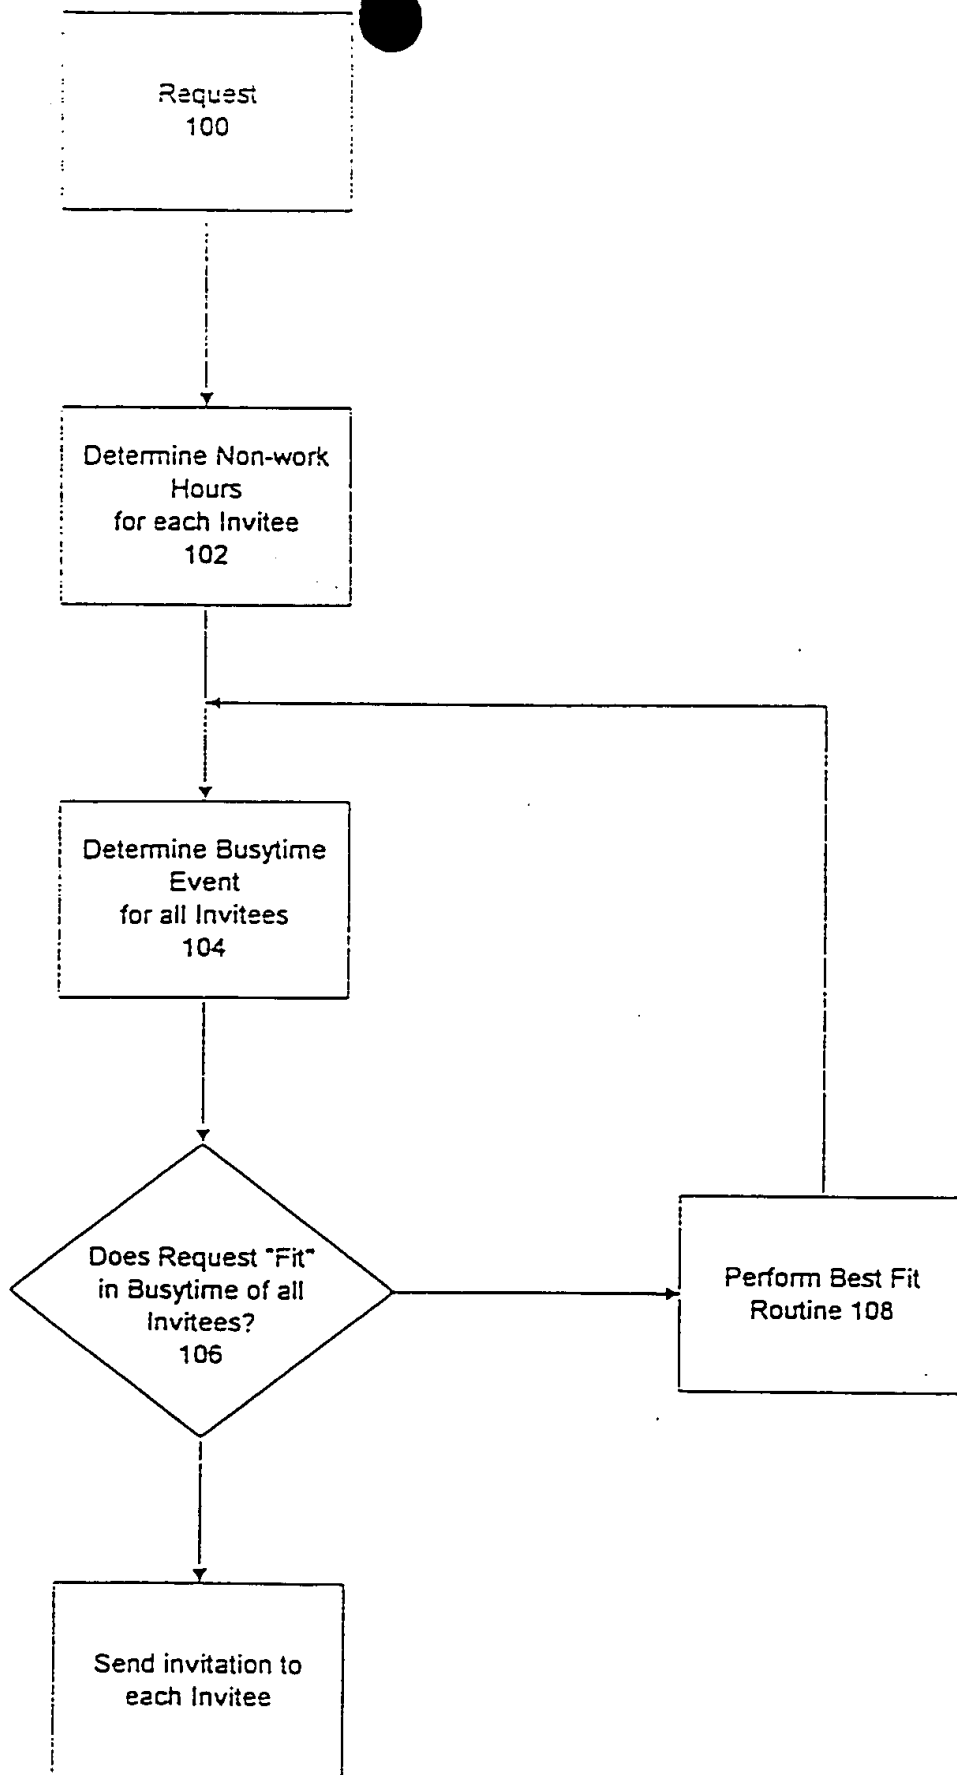 Request
100
Determine Non-work
Hours
for each Invitee
102
Determine Busytime
Event
for all Invitees
104
Does Request "Fit"
in Busytime of all
Invitees?
106
Perform Best Fit
Routine 108
Send invitation to
each Invitee